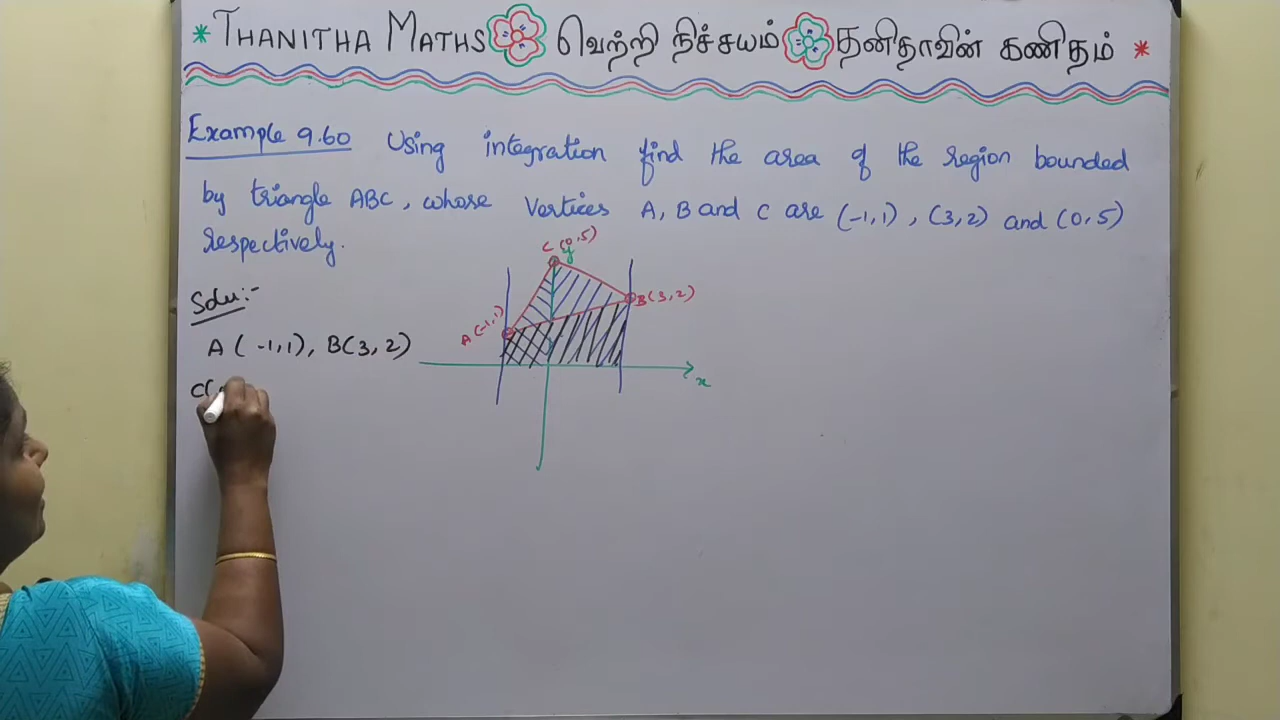 * THANITHA MATHS வெற்றி நிச்சயம் தனிதாவின் கணிதம் *
Example 9.60 Using integration find the area of the region bounded
by triangle ABC, whose Vertices A, B and C are (-1,1), (3,2) and (0,5)
respectively.
C (0,5)
y
B(3,2)
A (-1,1)
x
Solu:-
A (-1,1), B(3,2)
C(